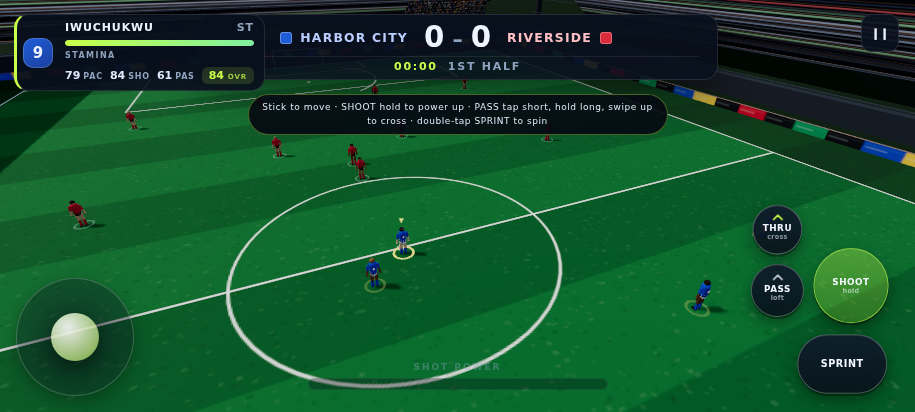 IWUCHUKWU ST
9
STAMINA
79 PAC 84 SHO 61 PAS 84 OVR
HARBOR CITY 0 - 0 RIVERSIDE
00:00 1ST HALF
Stick to move · SHOOT hold to power up · PASS tap short, hold long, swipe up
to cross · double-tap SPRINT to spin
THRU
cross
PASS
loft
SHOOT
hold
SPRINT
SHOT POWER